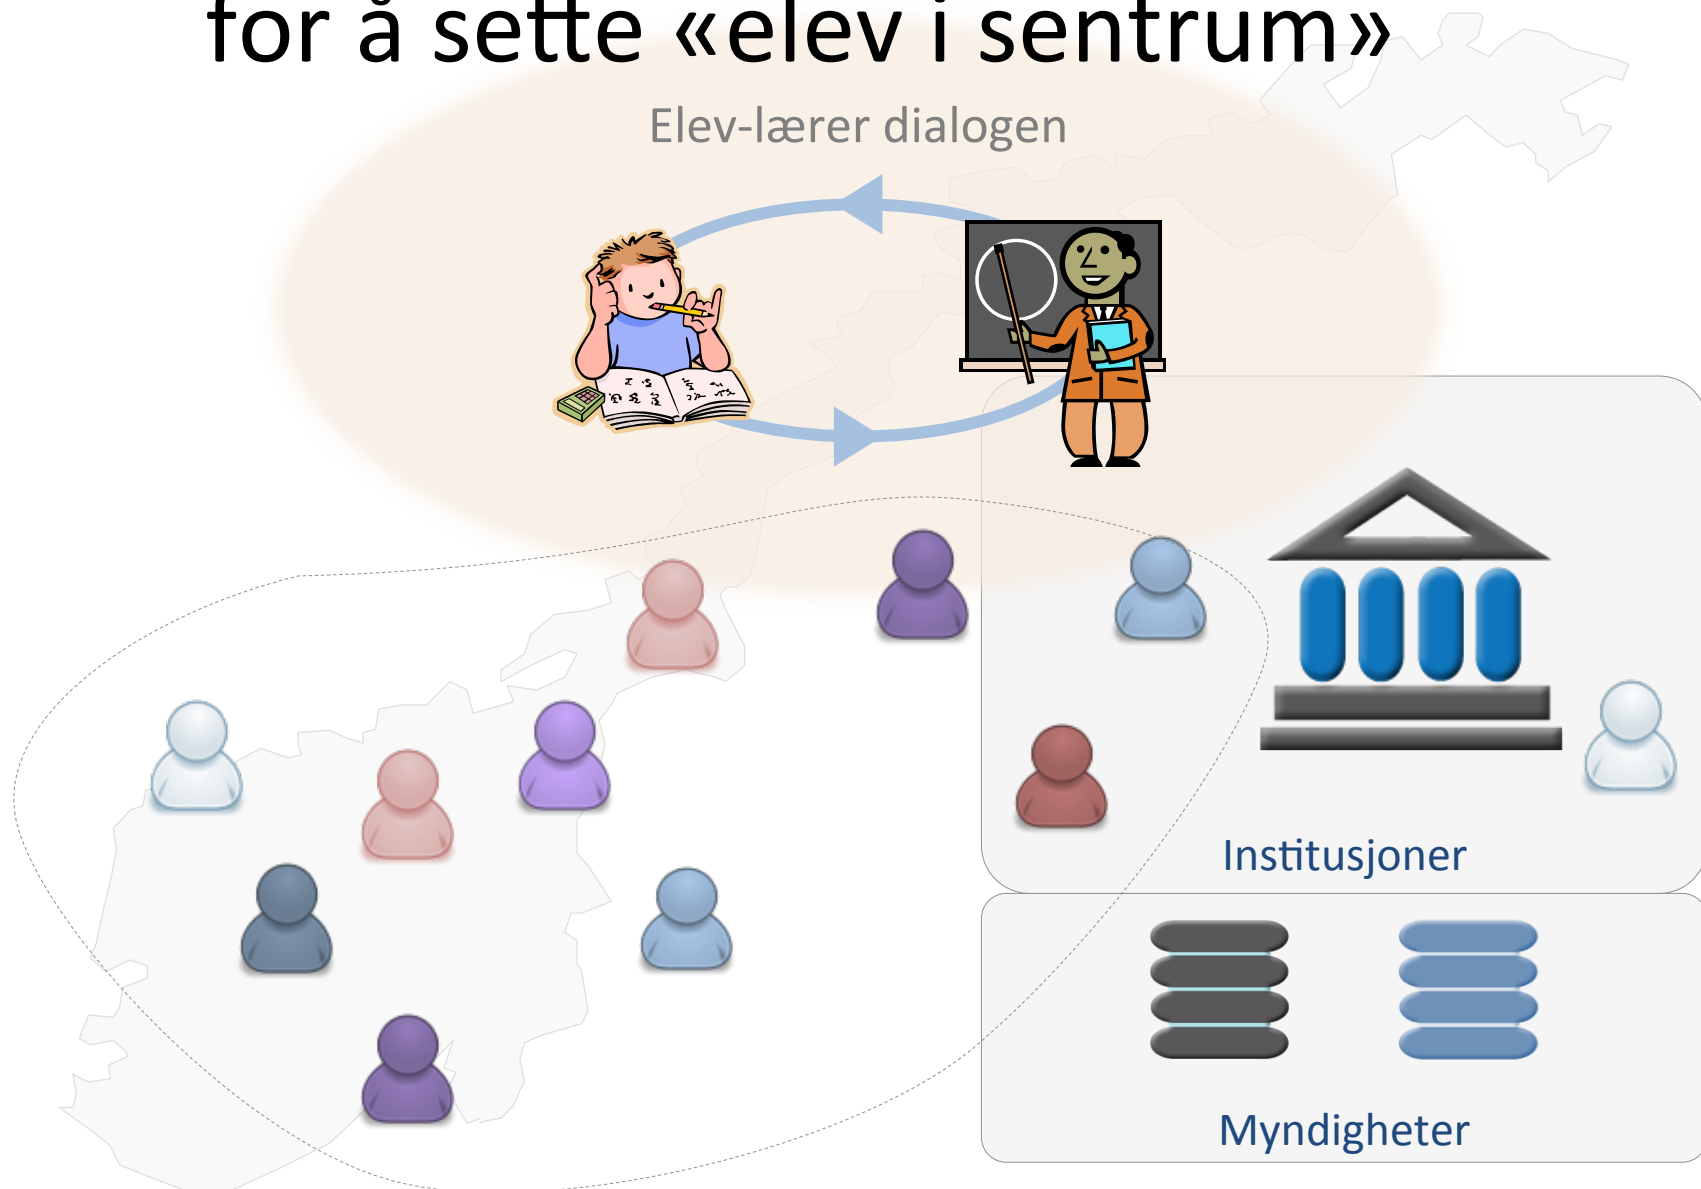 for å sette «elev i sentrum»
Elev-lærer dialogen
Institusjoner
Myndigheter